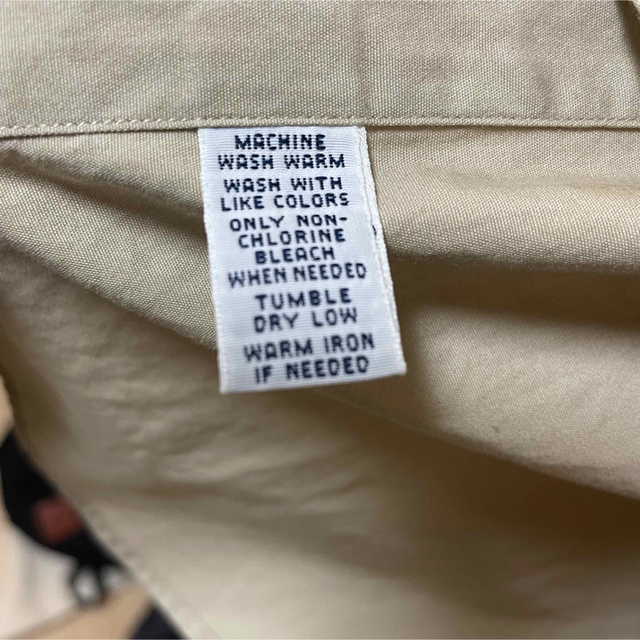 MACHINE
WASH WARM
WASH WITH
LIKE COLORS
ONLY NON-
CHLORINE
BLEACH
WHEN NEEDED
TUMBLE
DRY LOW
WARM IRON
IF NEEDED